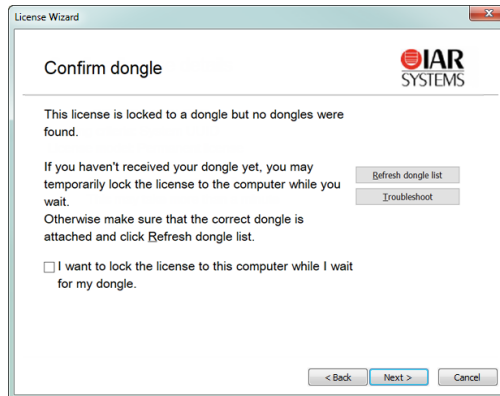 License Wizard
Confirm dongle
IAR
SYSTEMS
This license is locked to a dongle but no dongles were
found.
If you haven't received your dongle yet, you may
temporarily lock the license to the computer while you
wait.
Otherwise make sure that the correct dongle is
attached and click Refresh dongle list.
Refresh dongle list
Troubleshoot
I want to lock the license to this computer while I wait
for my dongle.
< Back
Next >
Cancel